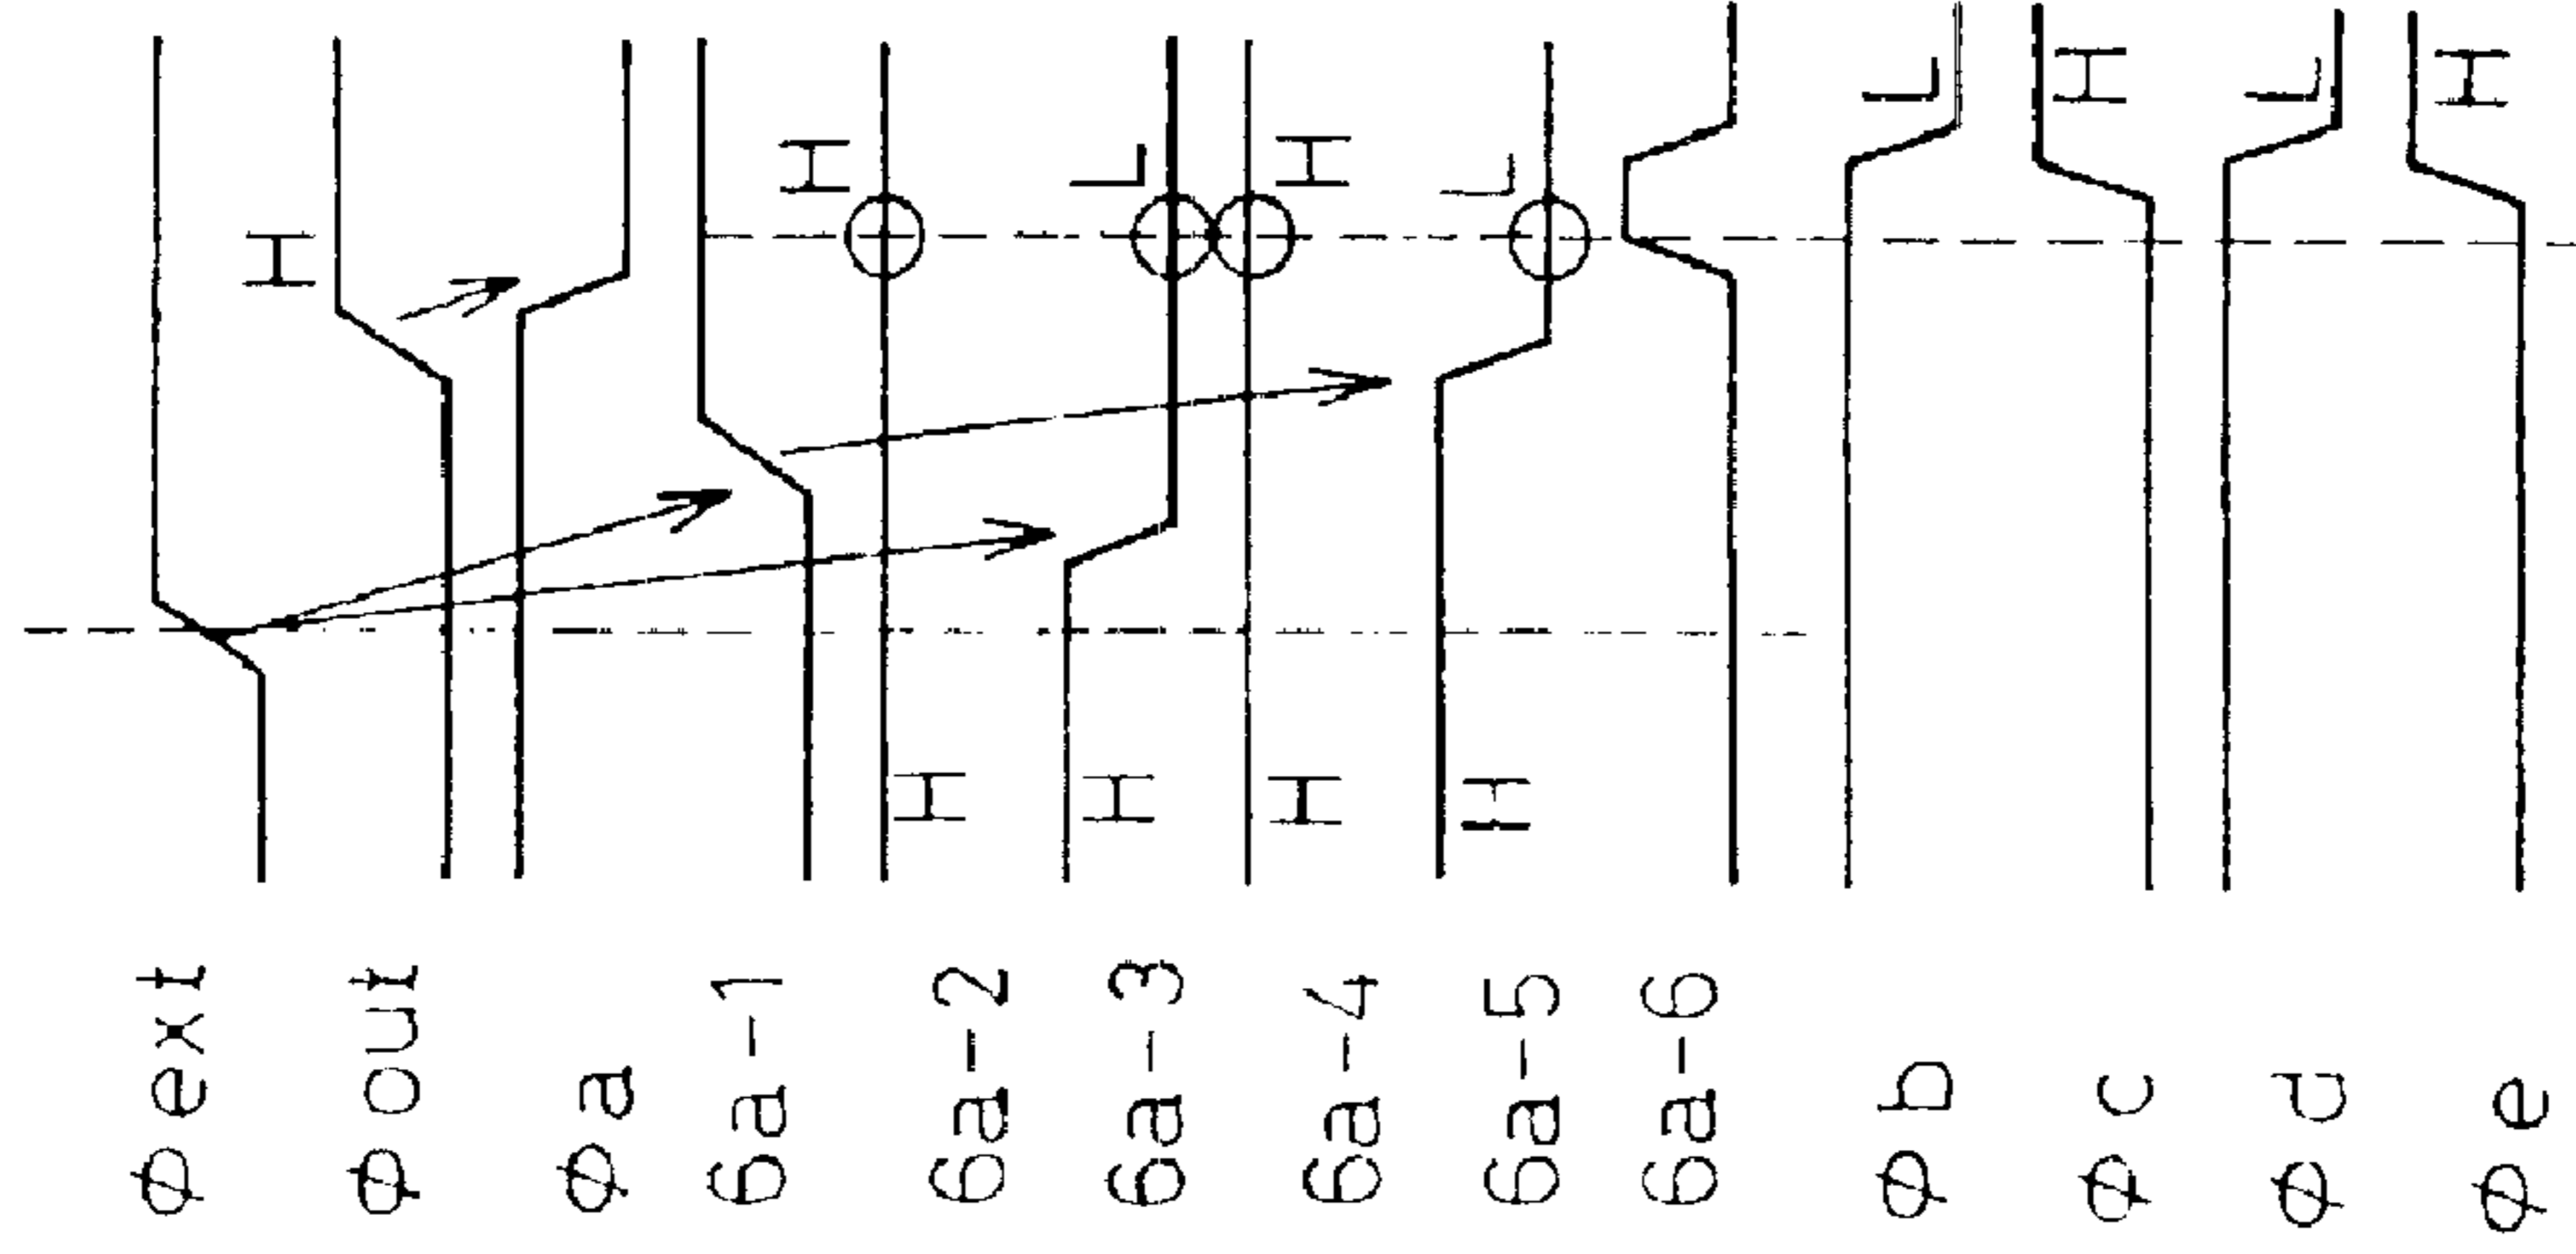 φext
φout H
φa
6a-1
6a-2 H H
6a-3 H L
6a-4 H H
6a-5 H L
6a-6
φb L
φc H
φd L
φe H